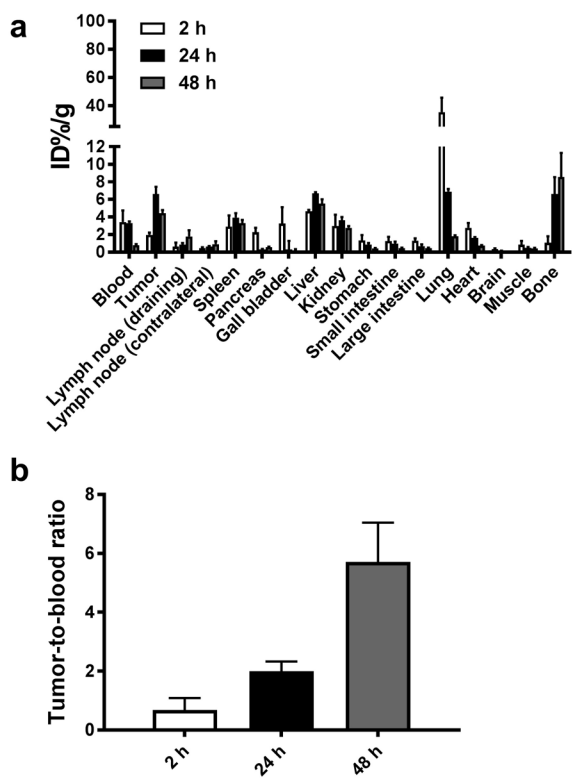 a
2 h
24 h
48 h
ID%/g
100
80
60
40
12
10
8
6
4
2
0
Blood
Tumor
Lymph node (draining)
Lymph node (contralateral)
Spleen
Pancreas
Gall bladder
Liver
Kidney
Stomach
Small intestine
Large intestine
Lung
Heart
Brain
Muscle
Bone
b
Tumor-to-blood ratio
8
6
4
2
0
2 h
24 h
48 h